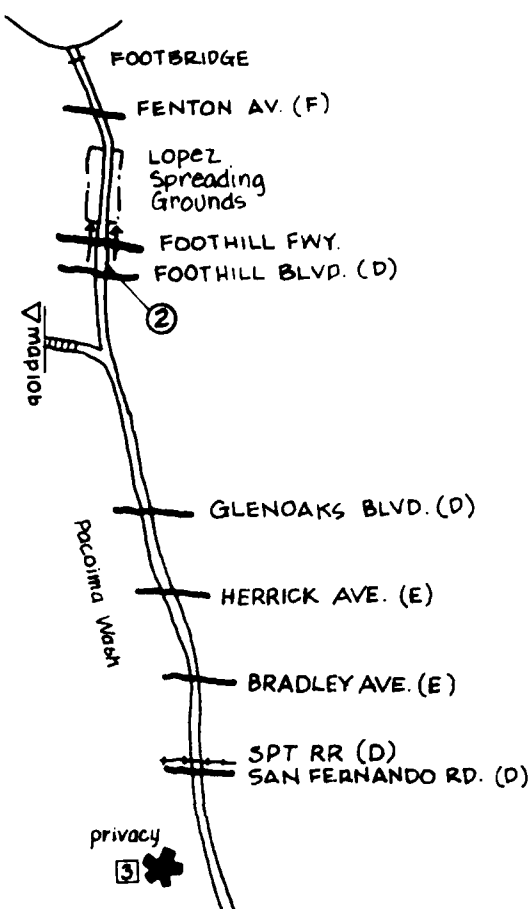 FOOTBRIDGE
FENTON AV. (F)
Lopez
Spreading
Grounds
FOOTHILL FWY.
FOOTHILL BLVD. (D)
2
map 10b
GLENOAKS BLVD. (D)
Pacoima Wash
HERRICK AVE. (E)
BRADLEY AVE. (E)
SPT RR (D)
SAN FERNANDO RD. (D)
privacy
3